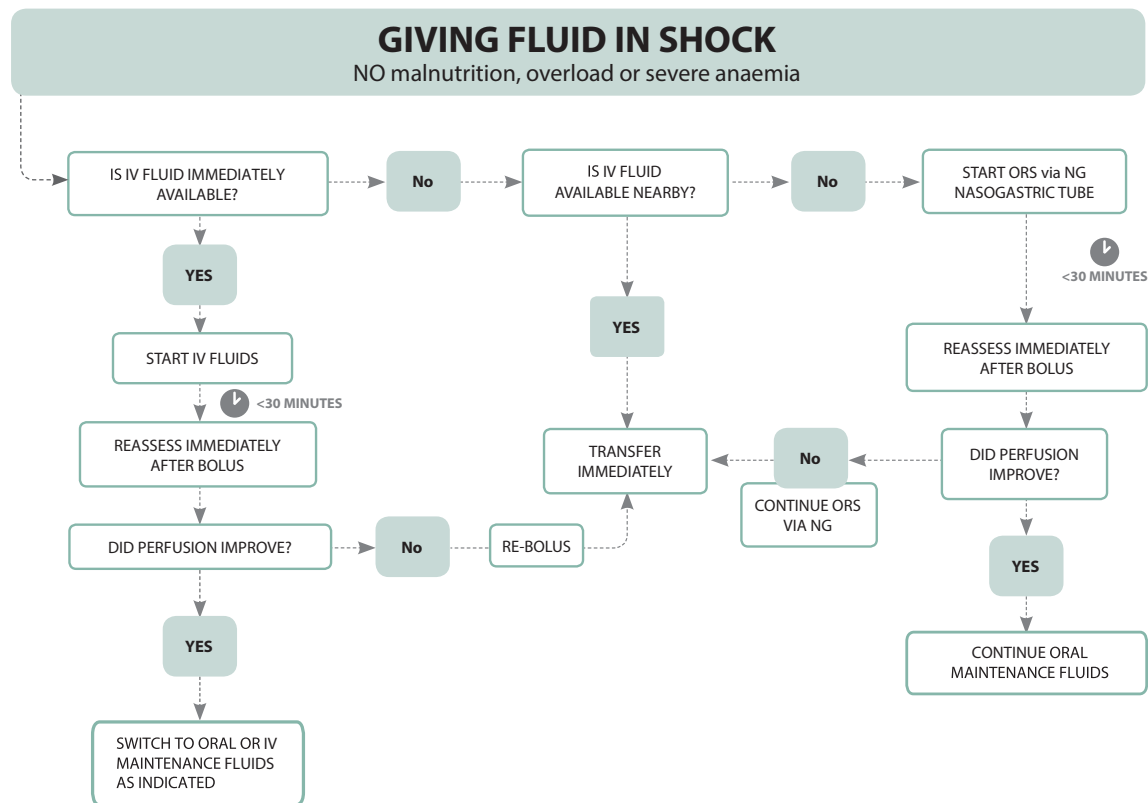 GIVING FLUID IN SHOCK
NO malnutrition, overload or severe anaemia
IS IV FLUID IMMEDIATELY
AVAILABLE?
No
IS IV FLUID
AVAILABLE NEARBY?
No
START ORS via NG
NASOGASTRIC TUBE
YES
<30 MINUTES
YES
START IV FLUIDS
REASSESS IMMEDIATELY
AFTER BOLUS
<30 MINUTES
REASSESS IMMEDIATELY
AFTER BOLUS
TRANSFER
IMMEDIATELY
No
CONTINUE ORS
VIA NG
DID PERFUSION
IMPROVE?
DID PERFUSION IMPROVE?
No
RE-BOLUS
YES
YES
CONTINUE ORAL
MAINTENANCE FLUIDS
SWITCH TO ORAL OR IV
MAINTENANCE FLUIDS
AS INDICATED